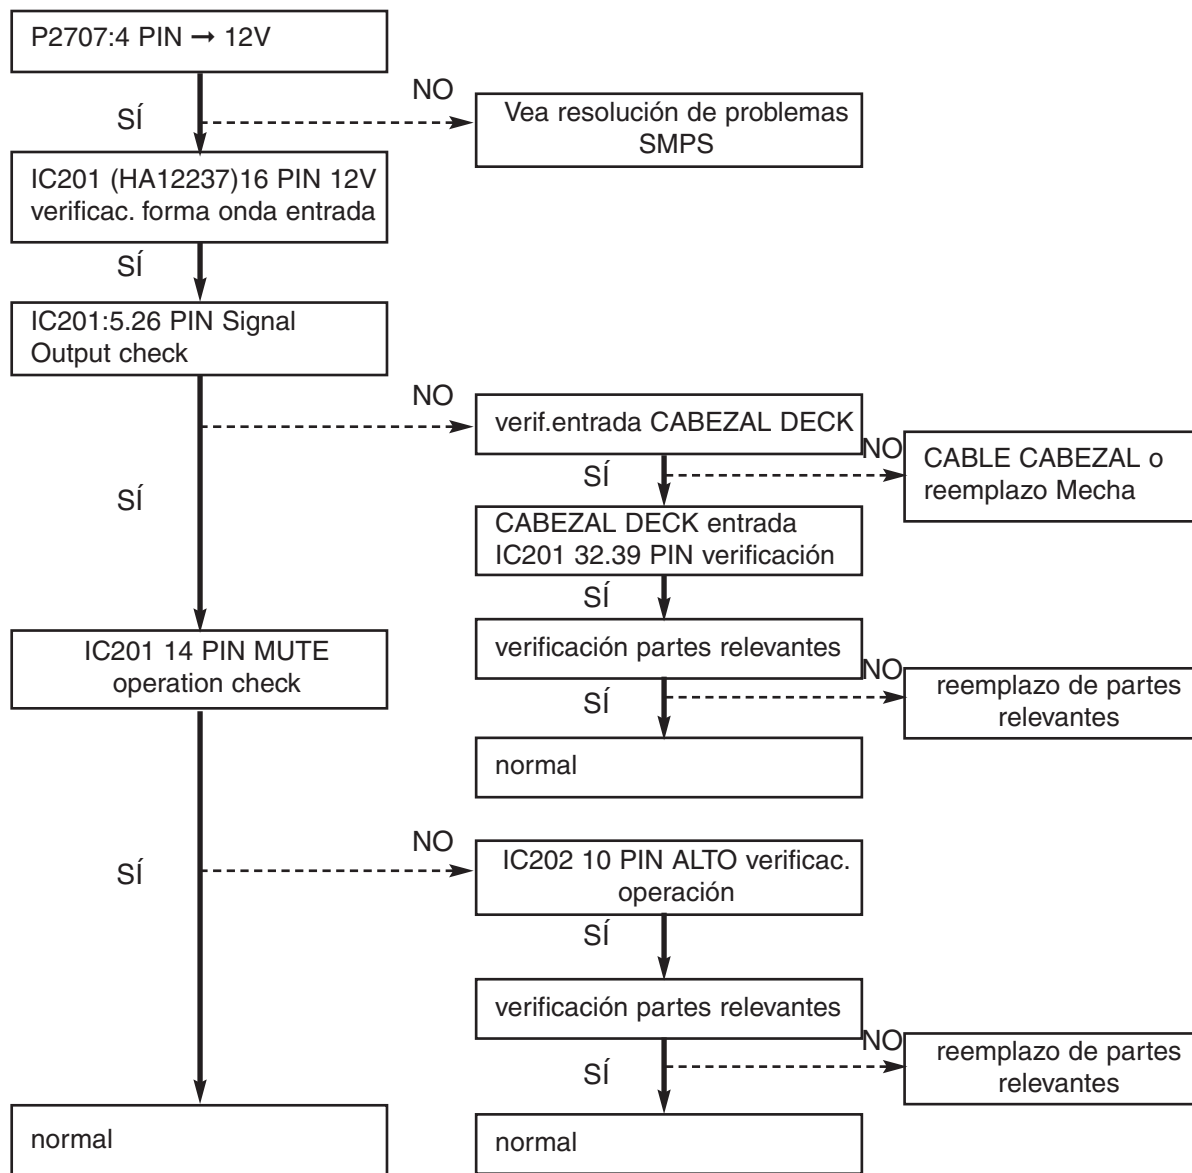 P2707:4 PIN → 12V
NO
SÍ
Vea resolución de problemas
SMPS
IC201 (HA12237)16 PIN 12V
verificac. forma onda entrada
SÍ
IC201:5.26 PIN Signal
Output check
NO
verif.entrada CABEZAL DECK
NO
CABLE CABEZAL o
reemplazo Mecha
SÍ
SÍ
CABEZAL DECK entrada
IC201 32.39 PIN verificación
SÍ
IC201 14 PIN MUTE
operation check
verificación partes relevantes
NO
reemplazo de partes
relevantes
SÍ
normal
NO
SÍ
IC202 10 PIN ALTO verificac.
operación
SÍ
verificación partes relevantes
NO
reemplazo de partes
relevantes
SÍ
normal
normal